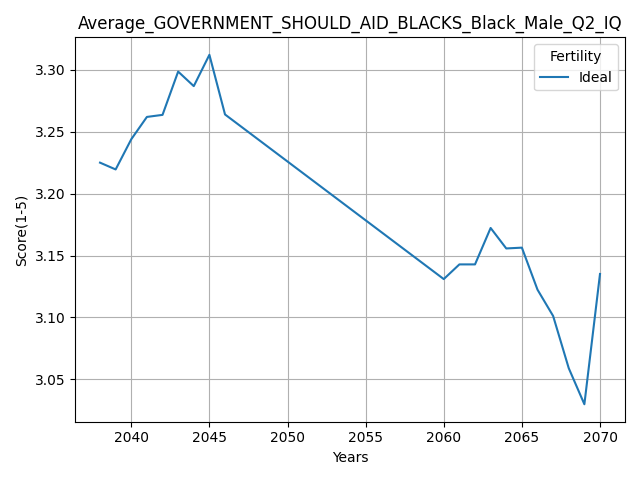 Average_GOVERNMENT_SHOULD_AID_BLACKS_Black_Male_Q2_IQ
Fertility
Ideal
Score(1-5)
3.30
3.25
3.20
3.15
3.10
3.05
2040 2045 2050 2055 2060 2065 2070
Years